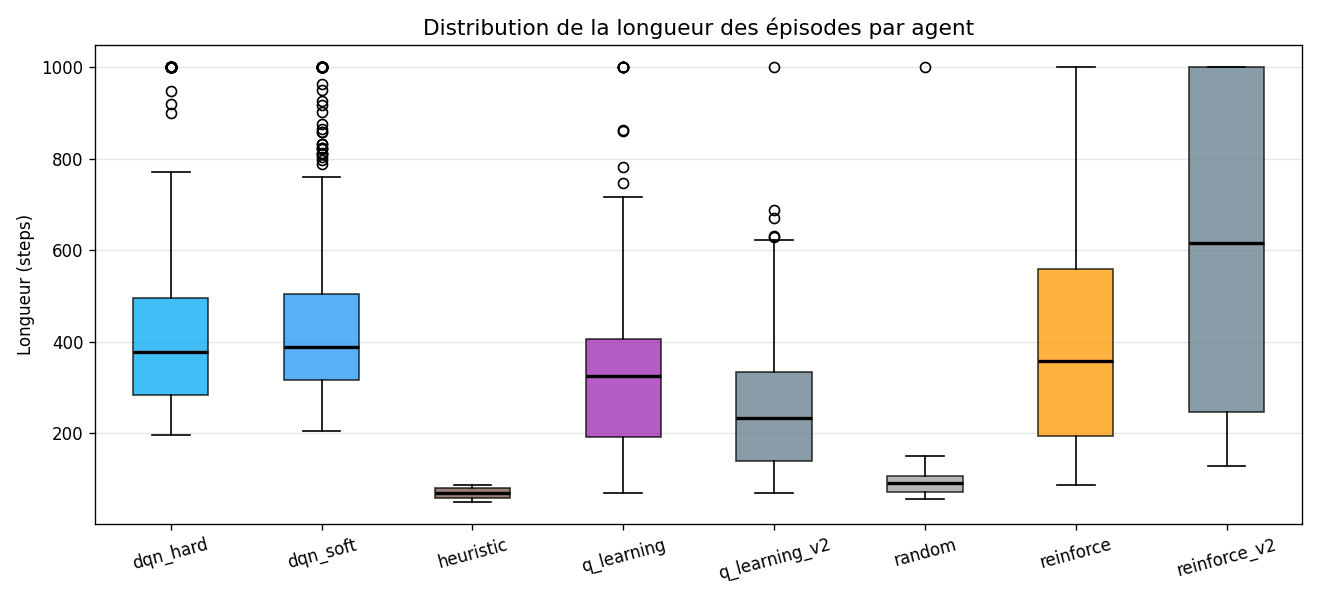 Distribution de la longueur des épisodes par agent
Longueur (steps)
1000
800
600
400
200
dqn_hard
dqn_soft
heuristic
q_learning
q_learning_v2
random
reinforce
reinforce_v2